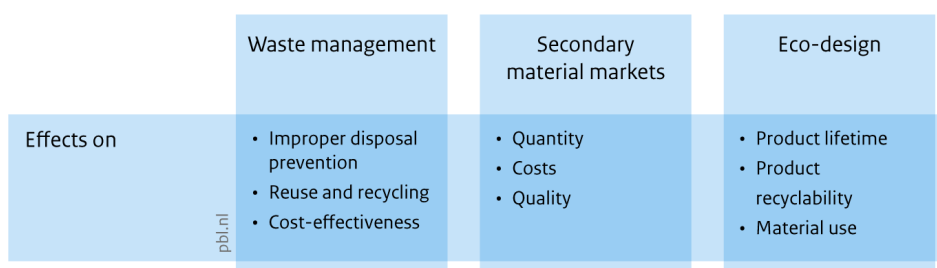 Waste management
Secondary
material markets
Eco-design
Effects on
• Improper disposal
prevention
• Reuse and recycling
• Cost-effectiveness
• Quantity
• Costs
• Quality
• Product lifetime
• Product
recyclability
• Material use
pbl.nl